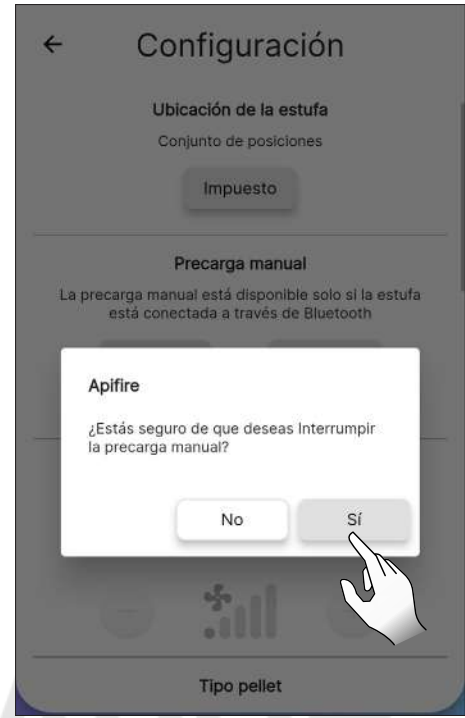 Configuración
Ubicación de la estufa
Conjunto de posiciones
Impuesto
Precarga manual
La precarga manual está disponible solo si la estufa
está conectada a través de Bluetooth
Apifire
¿Estás seguro de que deseas Interrumpir
la precarga manual?
No
Sí
Tipo pellet